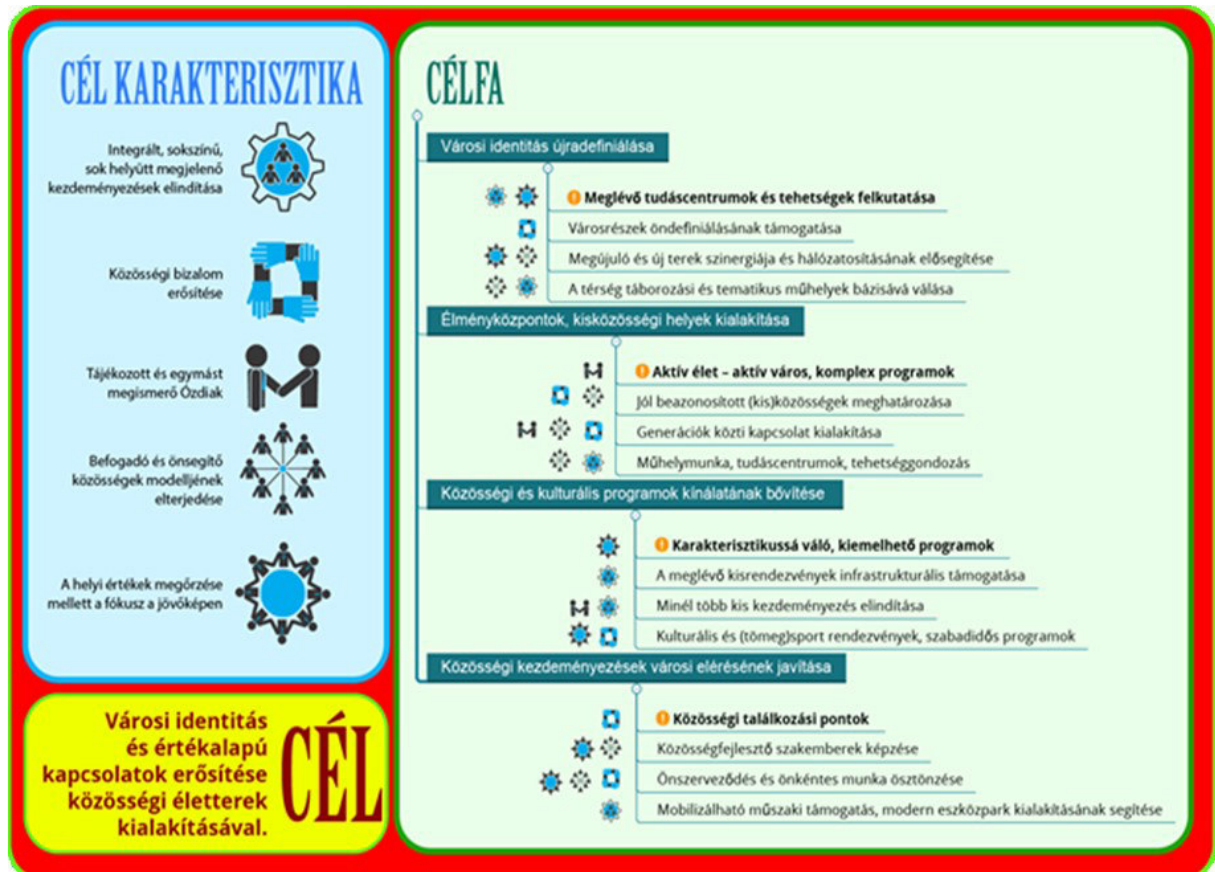 CÉL KARAKTERISZTIKA
Integrált, sokszínű,
sok helyütt megjelenő
kezdeményezések elindítása
Közösségi bizalom
erősítése
Tájékozott és egymást
megismerő Ózdiak
Befogadó és önsegítő
közösségek modelljének
elterjedése
A helyi értékek megőrzése
mellett a fókusz a jövőképen
Városi identitás
és értékalapú
kapcsolatok erősítése
közösségi életterek
kialakításával.
CÉL
CÉLFA
Városi identitás újradefiniálása
Meglévő tudáscentrumok és tehetségek felkutatása
Városrészek öndefiniálásának támogatása
Megújuló és új terek szinergiája és hálózatosításának elősegítése
A térség táborozási és tematikus műhelyek bázisává válása
Élményközpontok, kisközösségi helyek kialakítása
Aktív élet – aktív város, komplex programok
Jól beazonosított (kis)közösségek meghatározása
Generációk közti kapcsolat kialakítása
Műhelymunka, tudáscentrumok, tehetséggondozás
Közösségi és kulturális programok kínálatának bővítése
Karakterisztikussá váló, kiemelhető programok
A meglévő kisrendezvények infrastrukturális támogatása
Minél több kis kezdeményezés elindítása
Kulturális és (tömeg)sport rendezvények, szabadidős programok
Közösségi kezdeményezések városi elérésének javítása
Közösségi találkozási pontok
Közösségfejlesztő szakemberek képzése
Önszerveződés és önkéntes munka ösztönzése
Mobilizálható műszaki támogatás, modern eszközpark kialakításának segítése